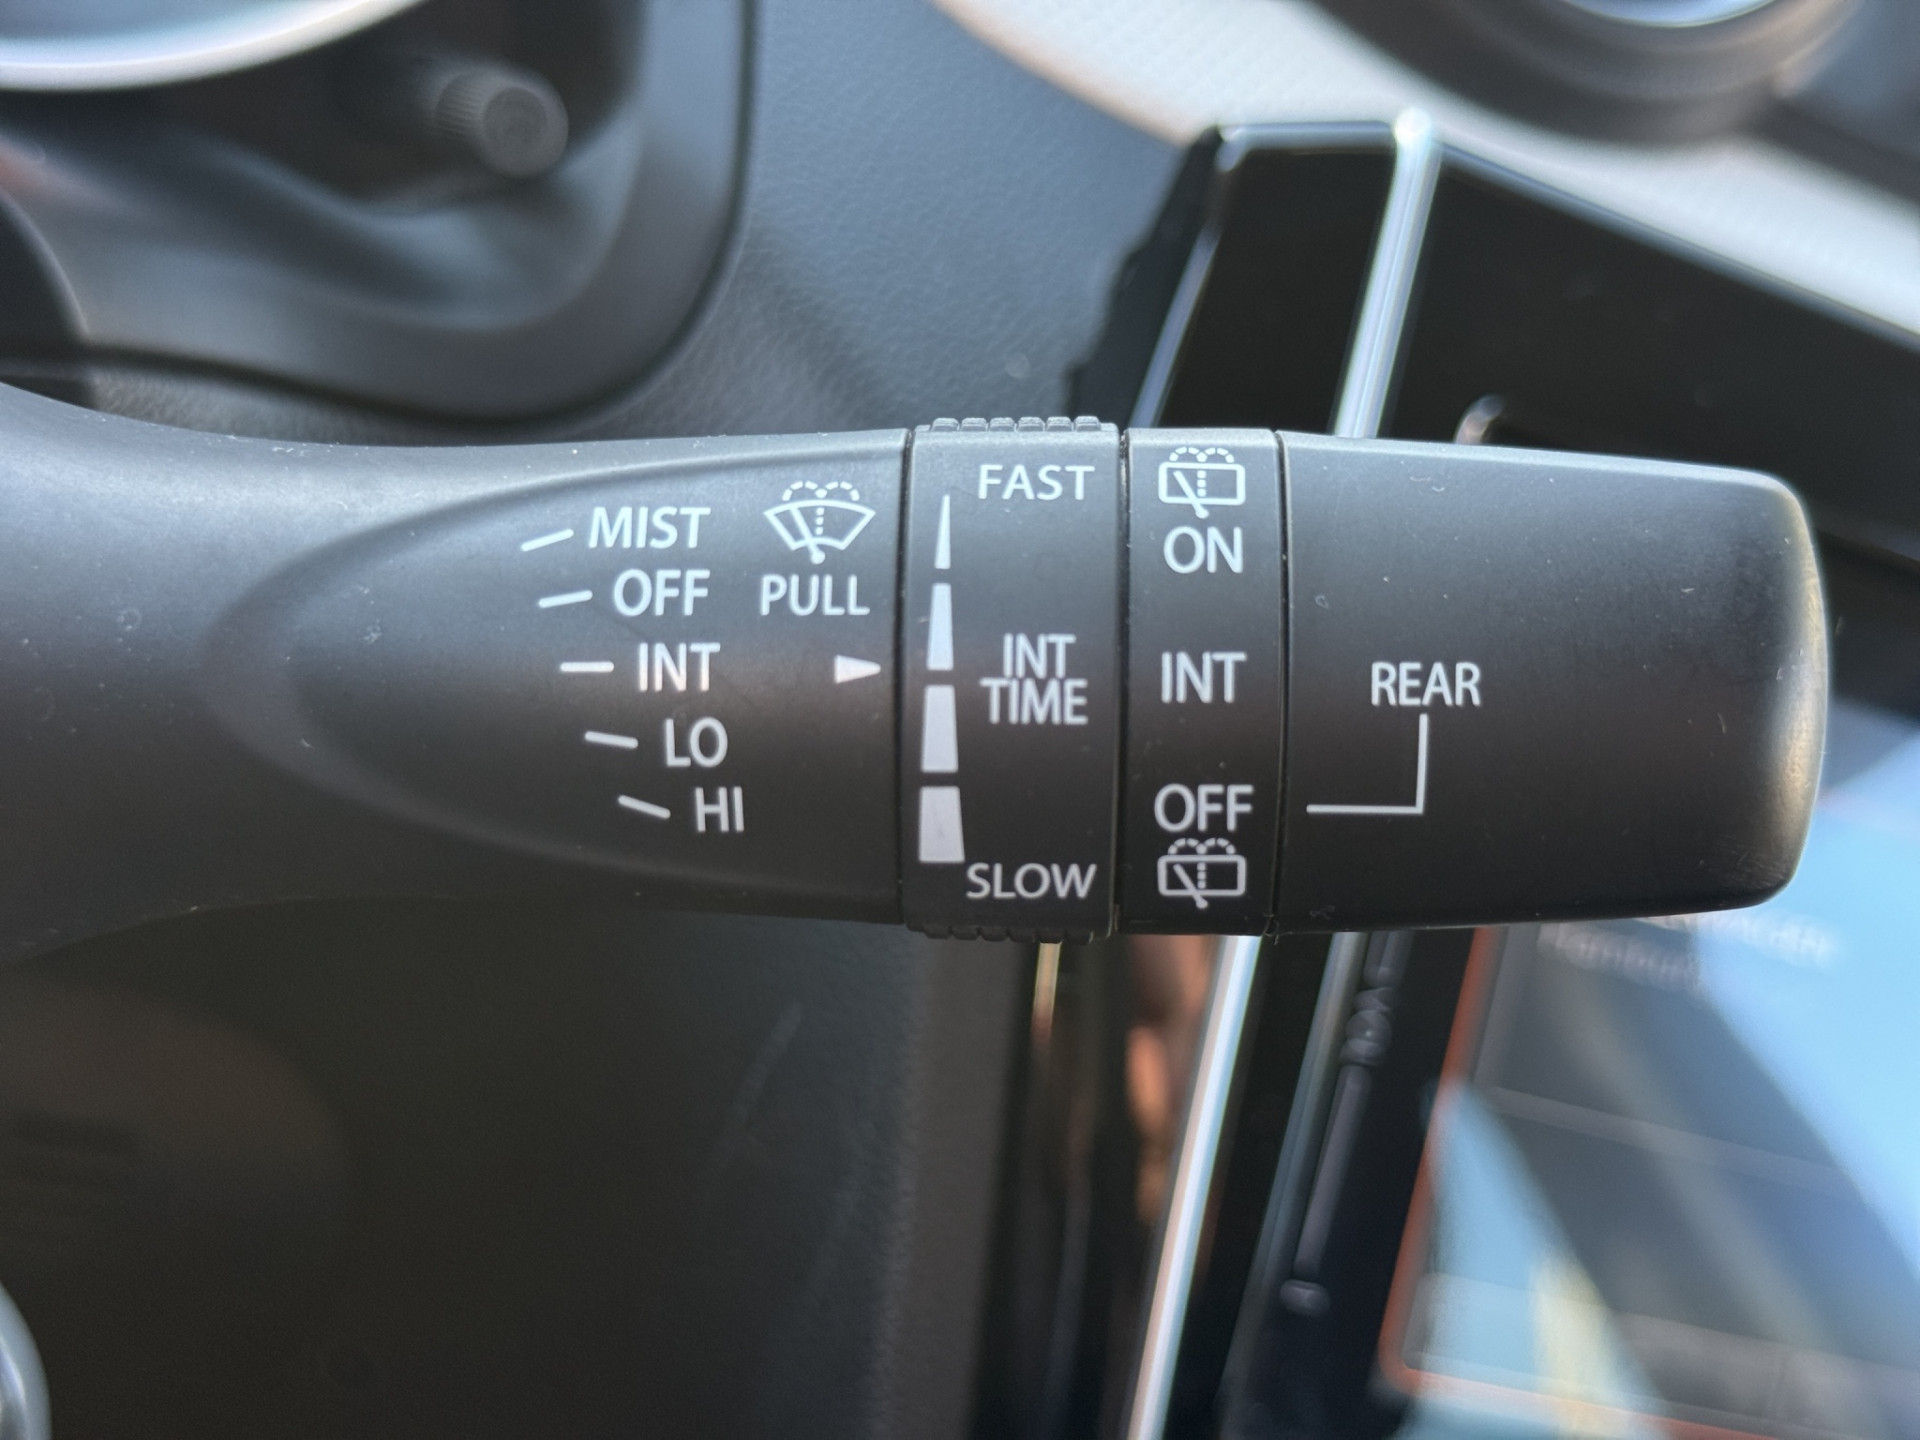 MIST
OFF
INT
LO
HI
PULL
FAST
INT
TIME
SLOW
ON
INT
OFF
REAR